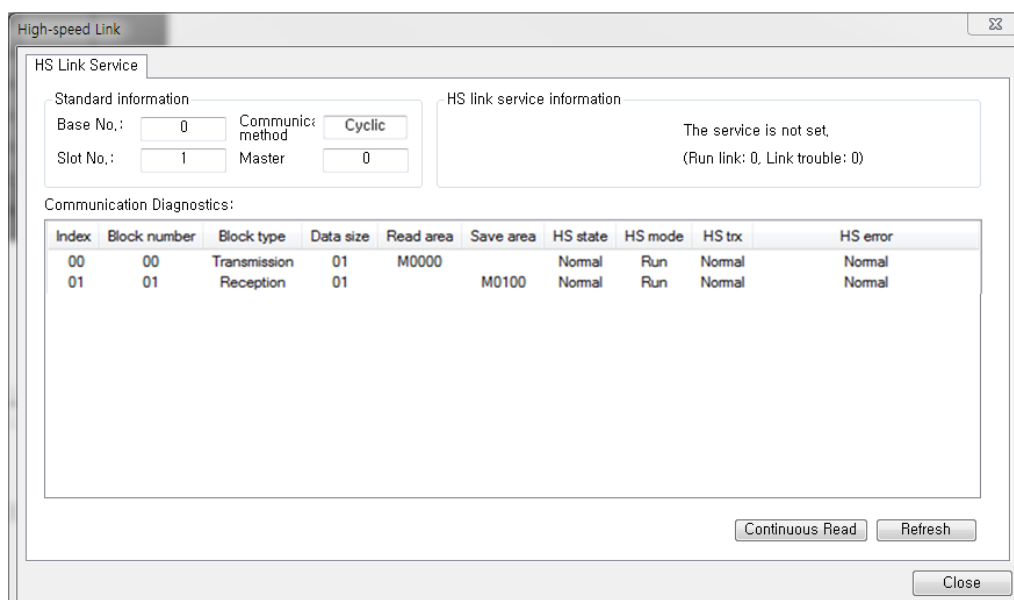 High-speed Link
HS Link Service
Standard information
Base No.: 0 Communica method Cyclic
Slot No.: 1 Master 0
HS link service information
The service is not set.
(Run link: 0, Link trouble: 0)
Communication Diagnostics:
Index Block number Block type Data size Read area Save area HS state HS mode HS trx HS error
00 00 Transmission 01 M0000 Normal Run Normal Normal
01 01 Reception 01 M0100 Normal Run Normal Normal
Continuous Read Refresh
Close